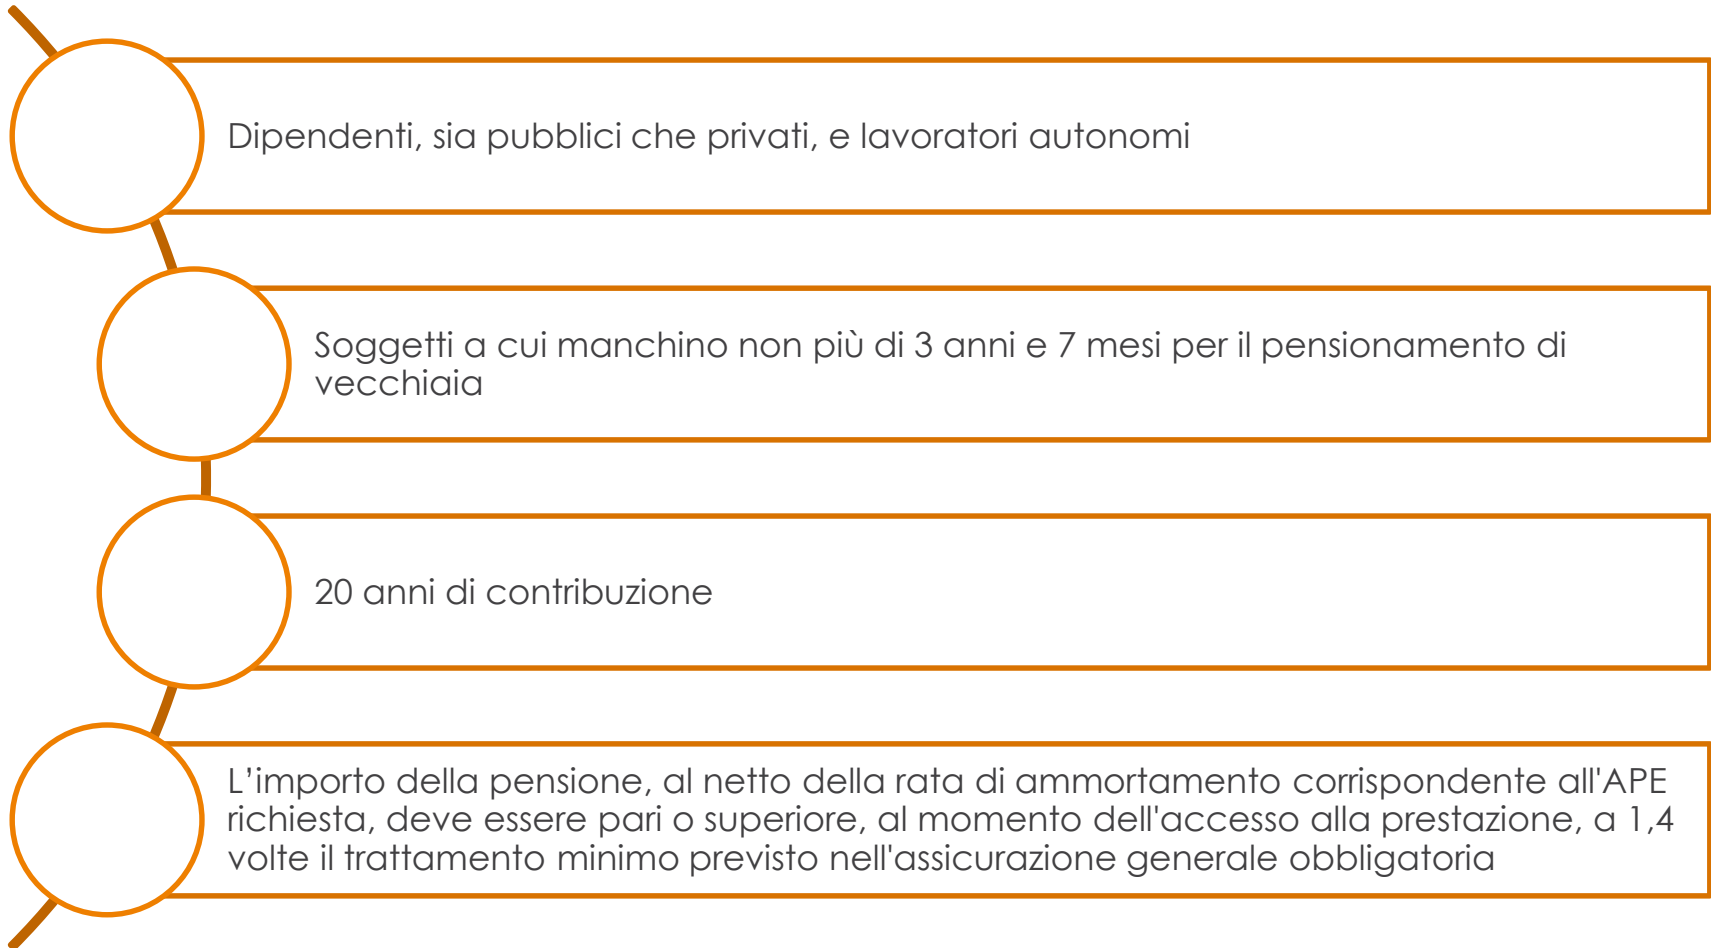 Dipendenti, sia pubblici che privati, e lavoratori autonomi
Soggetti a cui manchino non più di 3 anni e 7 mesi per il pensionamento di
vecchiaia
20 anni di contribuzione
L'importo della pensione, al netto della rata di ammortamento corrispondente all'APE
richiesta, deve essere pari o superiore, al momento dell'accesso alla prestazione, a 1,4
volte il trattamento minimo previsto nell'assicurazione generale obbligatoria